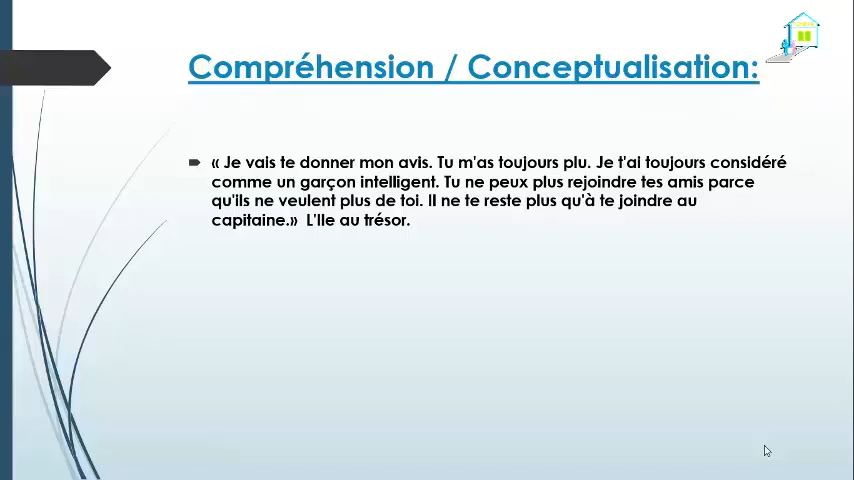 Compréhension / Conceptualisation:
« Je vais te donner mon avis. Tu m'as toujours plu. Je t'ai toujours considéré
comme un garçon intelligent. Tu ne peux plus rejoindre tes amis parce
qu'ils ne veulent plus de toi. Il ne te reste plus qu'à te joindre au
capitaine.» L'Ile au trésor.